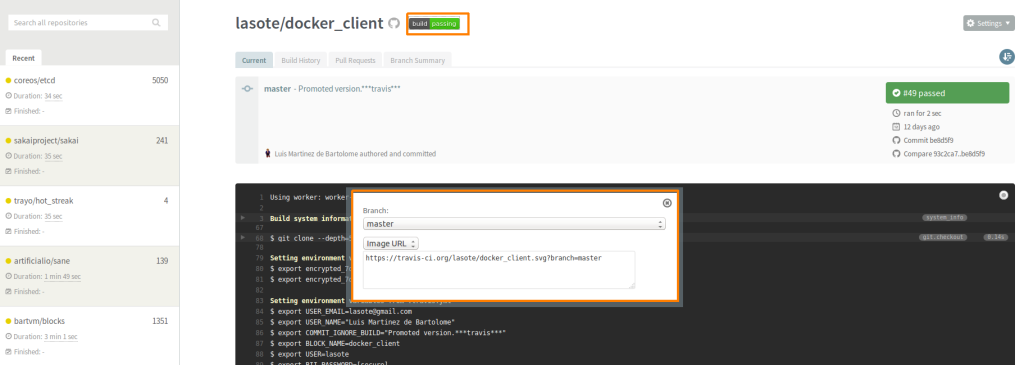 Search all repositories
Recent
coreos/etcd 5050
Duration: 34 sec
Finished: -
sakaiproject/sakai 241
Duration: 35 sec
Finished: -
trayo/hot_streak 4
Duration: 35 sec
Finished: -
artificialio/sane 139
Duration: 1 min 49 sec
Finished: -
bartvm/blocks 1351
Duration: 3 min 1 sec
Finished: -
lasote/docker_client build passing
Settings
Current Build History Pull Requests Branch Summary
master - Promoted version.***travis***
Luis Martinez de Bartolome authored and committed
#49 passed
ran for 2 sec
12 days ago
Commit be8d5f9
Compare 93c2ca7..be8d5f9
1 Using worker: worker
2
3 Build system informa system_info
67
68 $ git clone --depth= git.checkout 0.34s
78
79 Setting environment
80 $ export encrypted_
81 $ export encrypted_
82
83 Setting environment
84 $ export USER_EMAIL=lasote@gmail.com
85 $ export USER_NAME="Luis Martinez de Bartolome"
86 $ export COMMIT_IGNORE_BUILD="Promoted version.***travis***"
87 $ export BLOCK_NAME=docker_client
88 $ export USER=lasote
89 $ export BII_PASSWORD=[secure]
Branch:
master
Image URL
https://travis-ci.org/lasote/docker_client.svg?branch=master